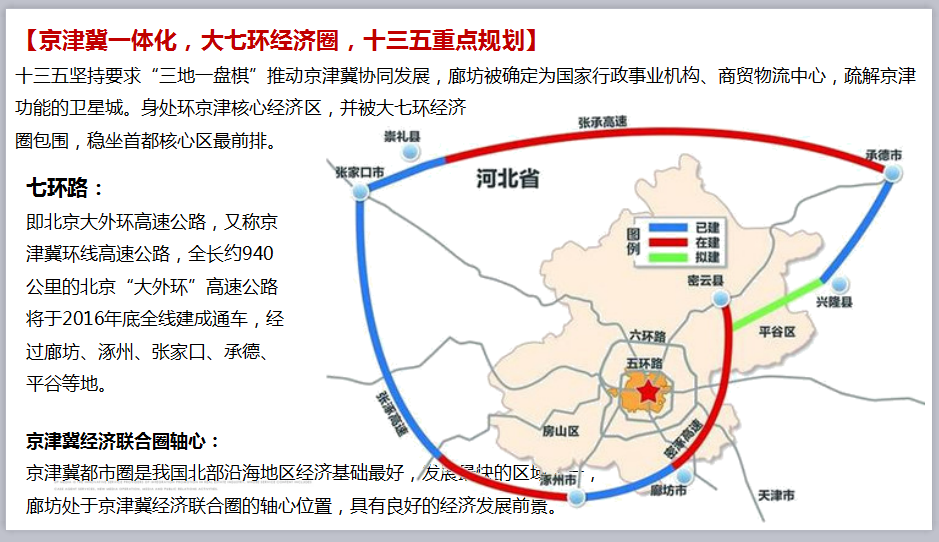 【京津冀一体化，大七环经济圈，十三五重点规划】
十三五坚持要求“三地一盘棋”推动京津冀协同发展，廊坊被确定为国家行政事业机构、商贸物流中心，疏解京津
功能的卫星城。身处环京津核心经济区，并被大七环经济
圈包围，稳坐首都核心区最前排。
七环路：
即北京大外环高速公路，又称京
津冀环线高速公路，全长约940
公里的北京“大外环”高速公路
将于2016年底全线建成通车，经
过廊坊、涿州、张家口、承德、
平谷等地。
京津冀经济联合圈轴心：
京津冀都市圈是我国北部沿海地区经济基础最好，发展最快的区域
廊坊处于京津冀经济联合圈的轴心位置，具有良好的经济发展前景。
张承高速
崇礼县
张家口市
承德市
河北省
图例
已建
在建
拟建
密云县
兴隆县
平谷区
六环路
五环路
房山区
密涿高速
涿州市
廊坊市
天津市